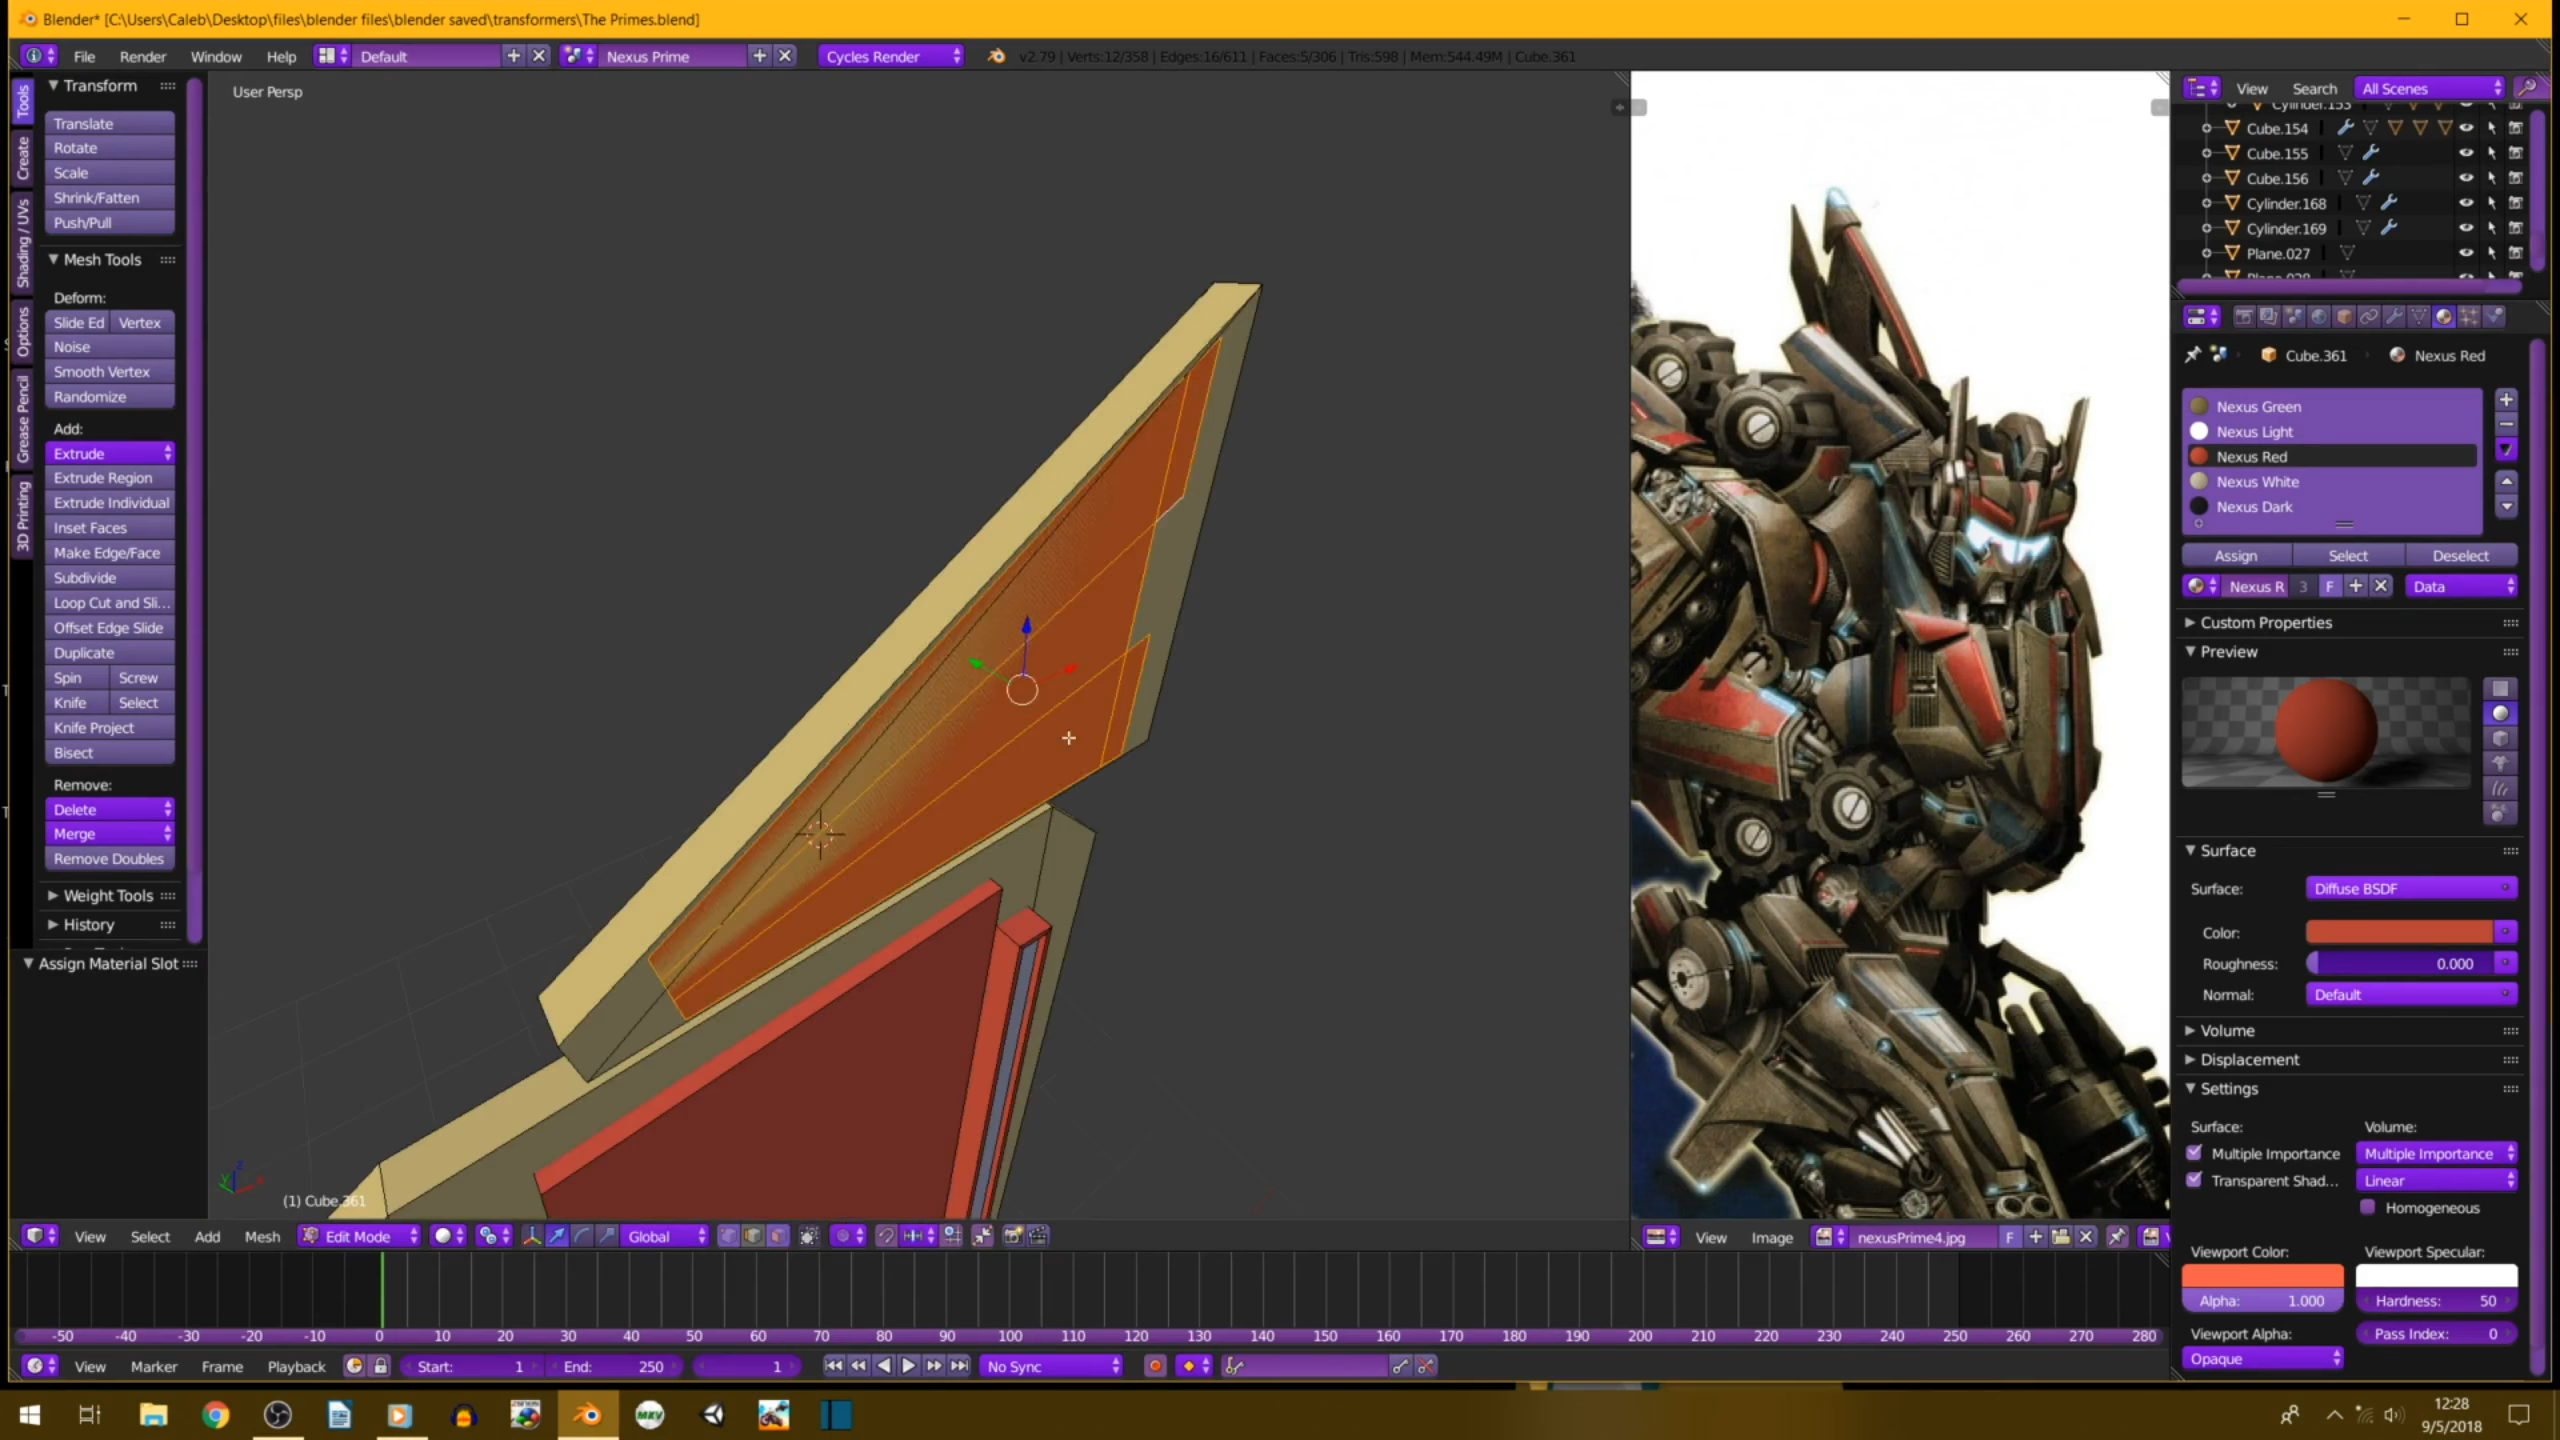 Blender* [C:\Users\Caleb\Desktop\files\blender files\blender saved\transformers\The Primes.blend]
File Render Window Help Default Nexus Prime Cycles Render v2.79 | Verts:12/358 | Edges:16/611 | Faces:5/306 | Tris:598 | Mem:544.49M | Cube.361
Tools
Create
Shading / UVs
Options
Grease Pencil
3D Printing
Transform
Translate
Rotate
Scale
Shrink/Fatten
Push/Pull
Mesh Tools
Deform:
Slide Ed Vertex
Noise
Smooth Vertex
Randomize
Add:
Extrude
Extrude Region
Extrude Individual
Inset Faces
Make Edge/Face
Subdivide
Loop Cut and Sli...
Offset Edge Slide
Duplicate
Spin Screw
Knife Select
Knife Project
Bisect
Remove:
Delete
Merge
Remove Doubles
Weight Tools
History
Assign Material Slot
User Persp
(1) Cube.361
View Select Add Mesh Edit Mode Global
View Image nexusPrime4.jpg F
View Search All Scenes
Cylinder.153
Cube.154
Cube.155
Cube.156
Cylinder.168
Cylinder.169
Plane.027
Cube.361 Nexus Red
Nexus Green
Nexus Light
Nexus Red
Nexus White
Nexus Dark
Assign Select Deselect
Nexus R 3 F Data
Custom Properties
Preview
Surface
Surface: Diffuse BSDF
Color:
Roughness: 0.000
Normal: Default
Volume
Displacement
Settings
Surface: Volume:
Multiple Importance Multiple Importance
Transparent Shad... Linear
Homogeneous
Viewport Color: Viewport Specular:
Alpha: 1.000 Hardness: 50
Viewport Alpha: Pass Index: 0
Opaque
-50 -40 -30 -20 -10 0 10 20 30 40 50 60 70 80 90 100 110 120 130 140 150 160 170 180 190 200 210 220 230 240 250 260 270 280
View Marker Frame Playback Start: 1 End: 250 1 No Sync
MKV
12:28
9/5/2018